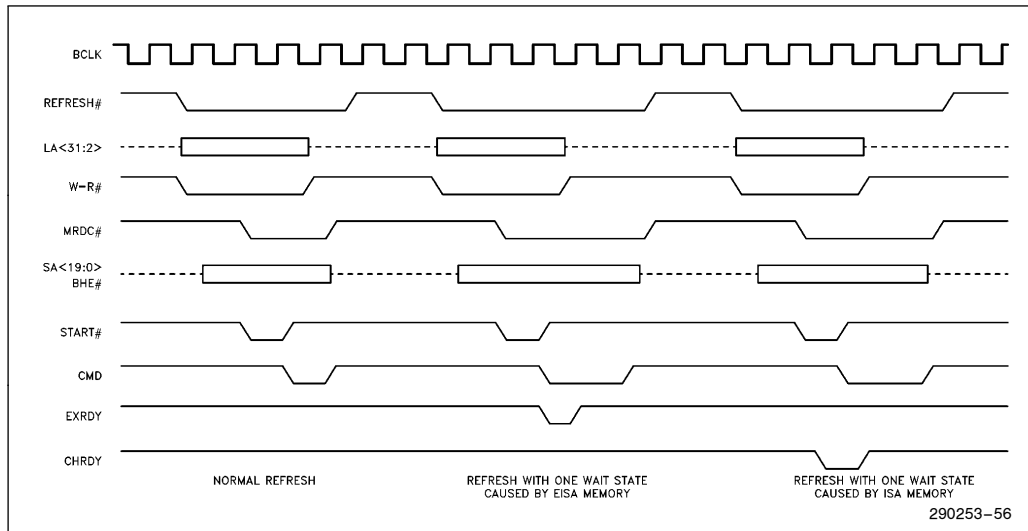 BCLK
REFRESH#
LA<31:2>
W-R#
MRDC#
SA<19:0>
BHE#
START#
CMD
EXRDY
CHRDY
NORMAL REFRESH
REFRESH WITH ONE WAIT STATE
CAUSED BY EISA MEMORY
REFRESH WITH ONE WAIT STATE
CAUSED BY ISA MEMORY
290253-56